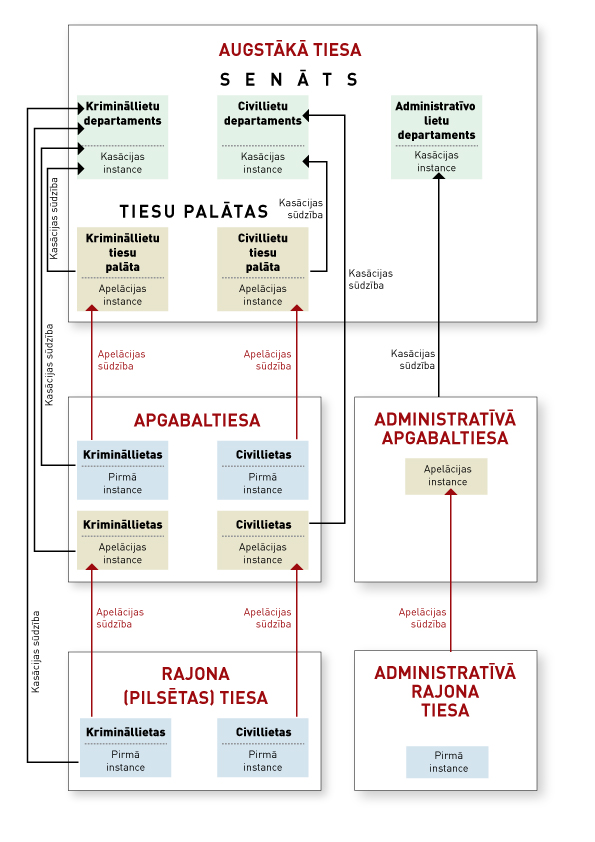 AUGSTĀKĀ TIESA
SENĀTS
Krimināllietu
departaments
Kasācijas
instance
Civillietu
departaments
Kasācijas
instance
Administratīvo
lietu
departaments
Kasācijas
instance
Kasācijas sūdzība
TIESU PALĀTAS
Kasācijas
sūdzība
Krimināllietu
tiesu
palāta
Apelācijas
instance
Civillietu
tiesu
palāta
Apelācijas
instance
Kasācijas
sūdzība
Kasācijas sūdzība
Apelācijas
sūdzība
Apelācijas
sūdzība
Kasācijas
sūdzība
APGABALTIESA
Krimināllietas
Pirmā
instance
Civillietas
Pirmā
instance
Krimināllietas
Apelācijas
instance
Civillietas
Apelācijas
instance
ADMINISTRATĪVĀ
APGABALTIESA
Apelācijas
instance
Kasācijas sūdzība
Apelācijas
sūdzība
Apelācijas
sūdzība
Apelācijas
sūdzība
RAJONA
(PILSĒTAS) TIESA
Krimināllietas
Pirmā
instance
Civillietas
Pirmā
instance
ADMINISTRATĪVĀ
RAJONA
TIESA
Pirmā
instance